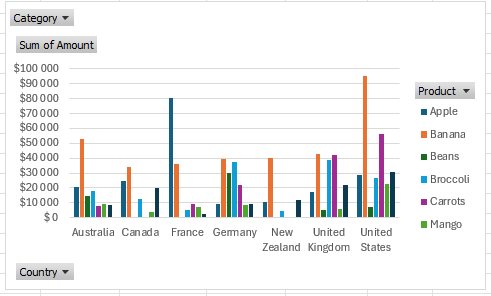 Category
Sum of Amount
$100 000
$90 000
$80 000
$70 000
$60 000
$50 000
$40 000
$30 000
$20 000
$10 000
$0
Australia
Canada
France
Germany
New
Zealand
United
Kingdom
United
States
Product
Apple
Banana
Beans
Broccoli
Carrots
Mango
Country